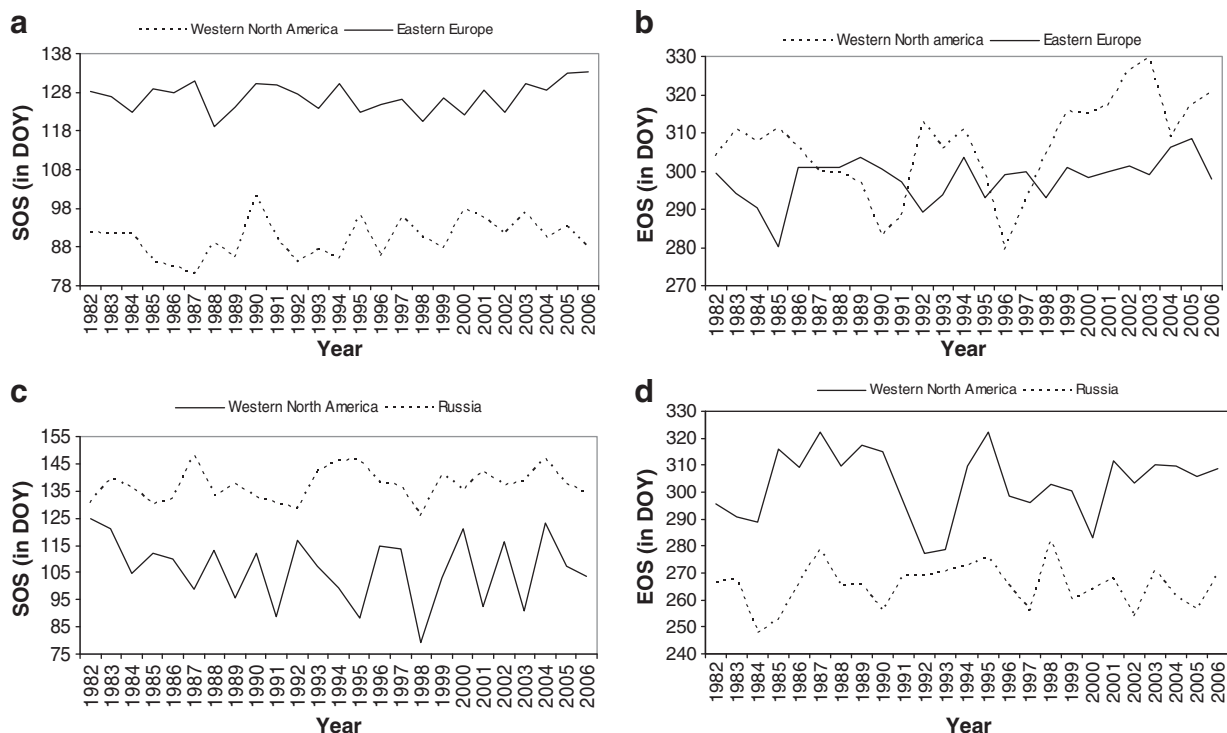 a
Western North America Eastern Europe
138
128
118
108
98
88
78
SOS (in DOY)
1982 1983 1984 1985 1986 1987 1988 1989 1990 1991 1992 1993 1994 1995 1996 1997 1998 1999 2000 2001 2002 2003 2004 2005 2006
Year
b
Western North america Eastern Europe
330
320
310
300
290
280
270
EOS (in DOY)
1982 1983 1984 1985 1986 1987 1988 1989 1990 1991 1992 1993 1994 1995 1996 1997 1998 1999 2000 2001 2002 2003 2004 2005 2006
Year
c
Western North America Russia
155
145
135
125
115
105
95
85
75
SOS (in DOY)
1982 1983 1984 1985 1986 1987 1988 1989 1990 1991 1992 1993 1994 1995 1996 1997 1998 1999 2000 2001 2002 2003 2004 2005 2006
Year
d
Western North America Russia
330
320
310
300
290
280
270
260
250
240
EOS (in DOY)
1982 1983 1984 1985 1986 1987 1988 1989 1990 1991 1992 1993 1994 1995 1996 1997 1998 1999 2000 2001 2002 2003 2004 2005 2006
Year